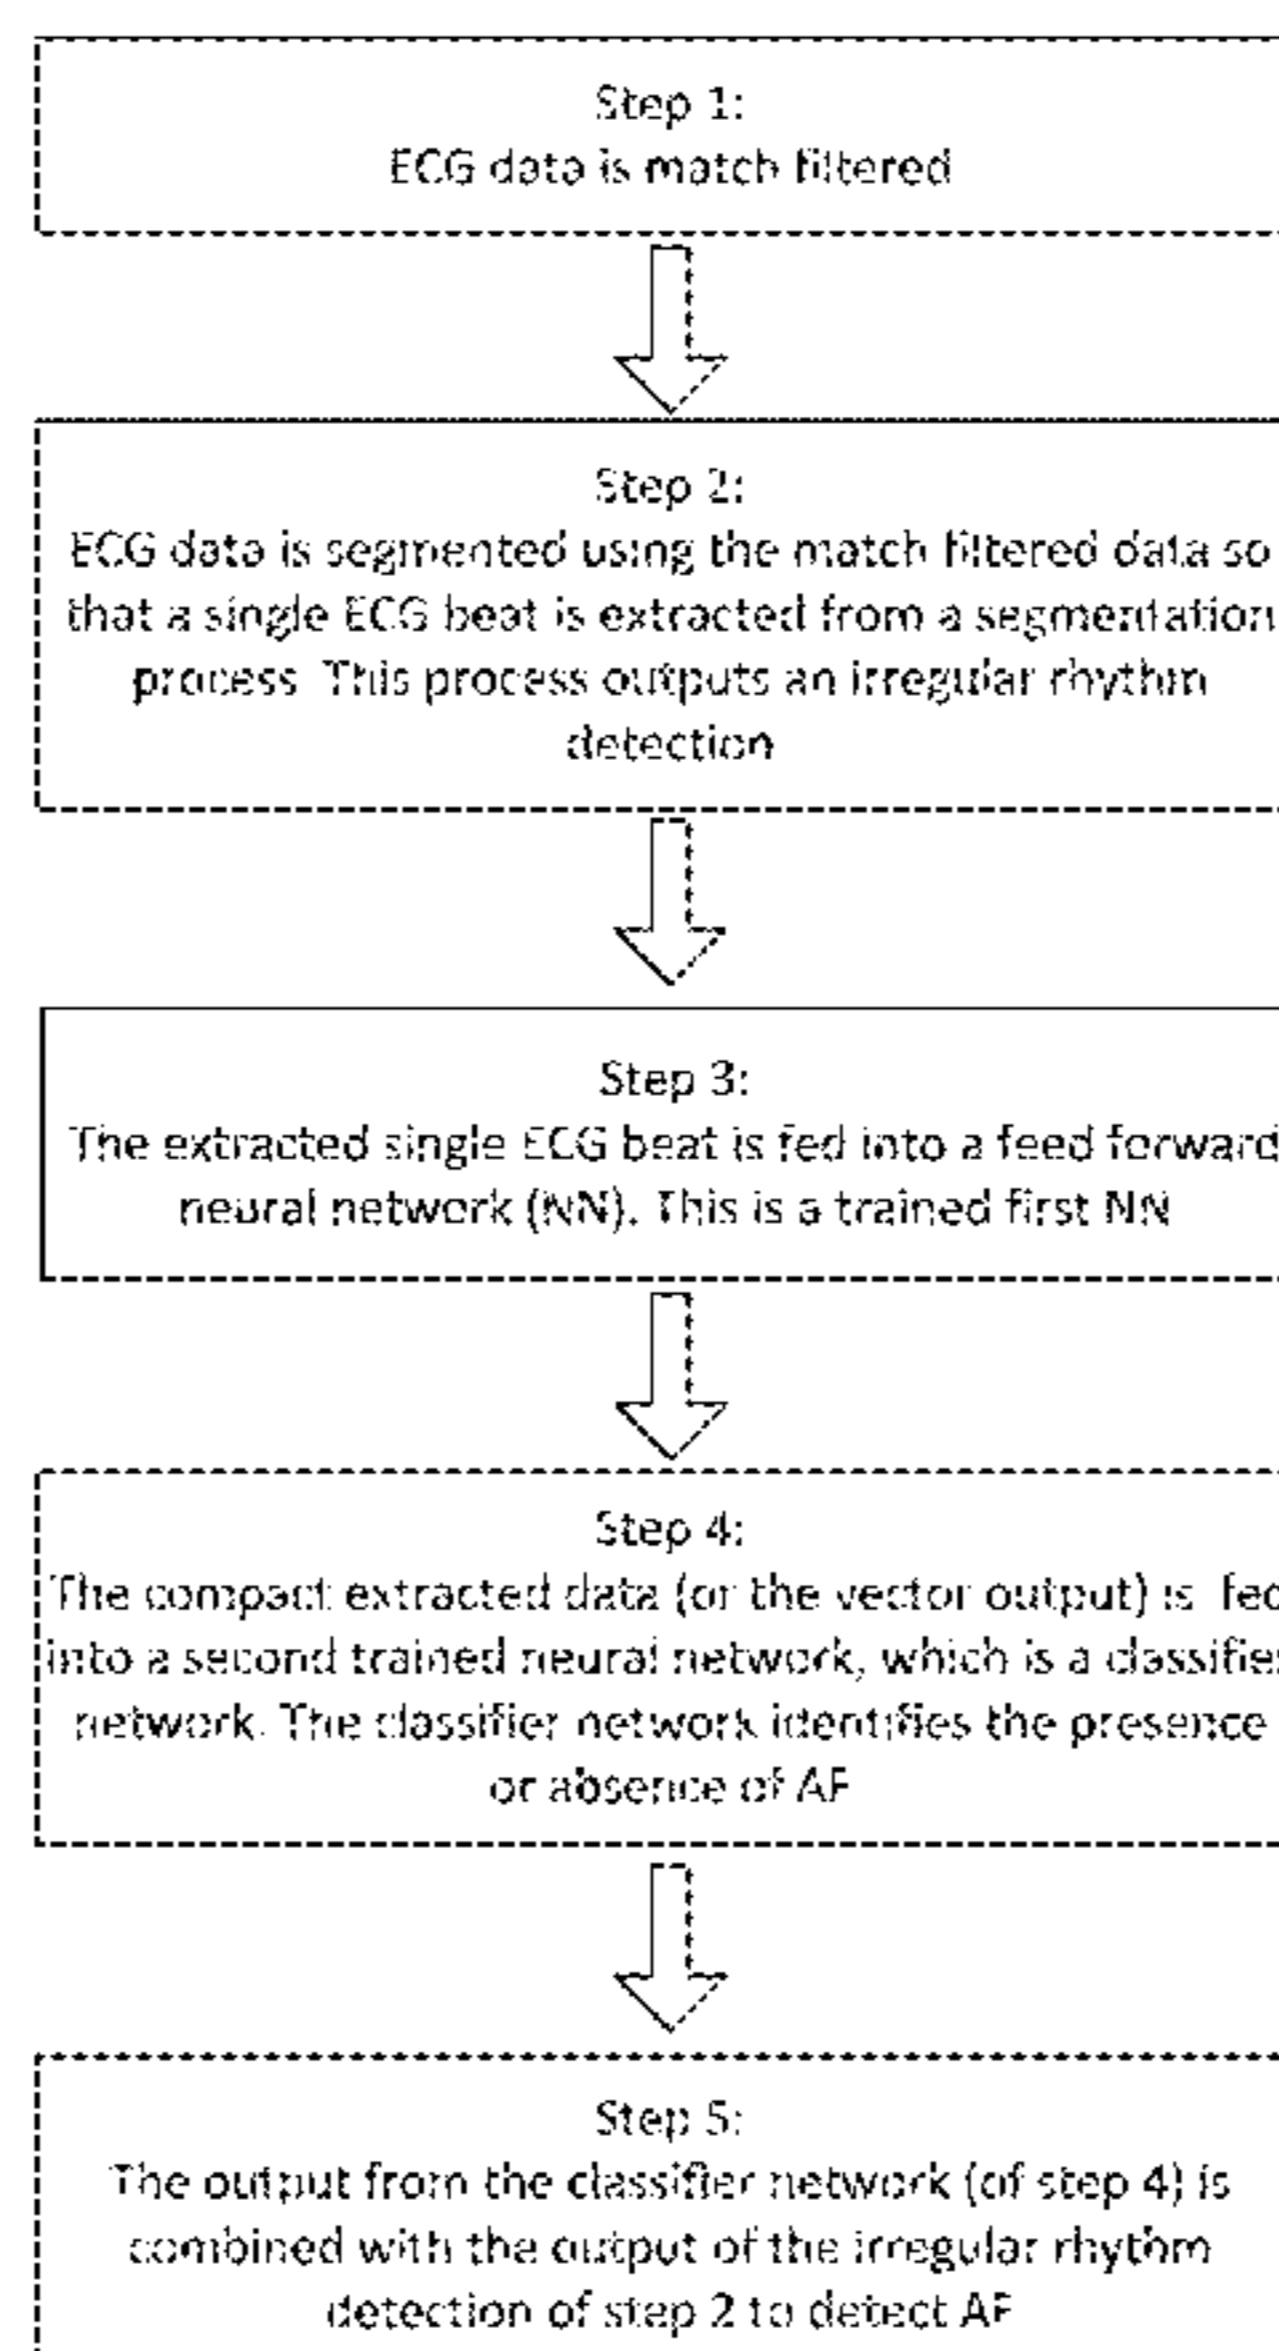 Step 1:
ECG data is match filtered
Step 2:
ECG data is segmented using the match filtered data so
that a single ECG beat is extracted from a segmentation
process. This process outputs an irregular rhythm
detection
Step 3:
The extracted single ECG beat is fed into a feed forward
neural network (NN). This is a trained first NN
Step 4:
The compact extracted data (or the vector output) is fed
into a second trained neural network, which is a classifier
network. The classifier network identifies the presence
or absence of AF
Step 5:
The output from the classifier network (of step 4) is
combined with the output of the irregular rhythm
detection of step 2 to detect AF